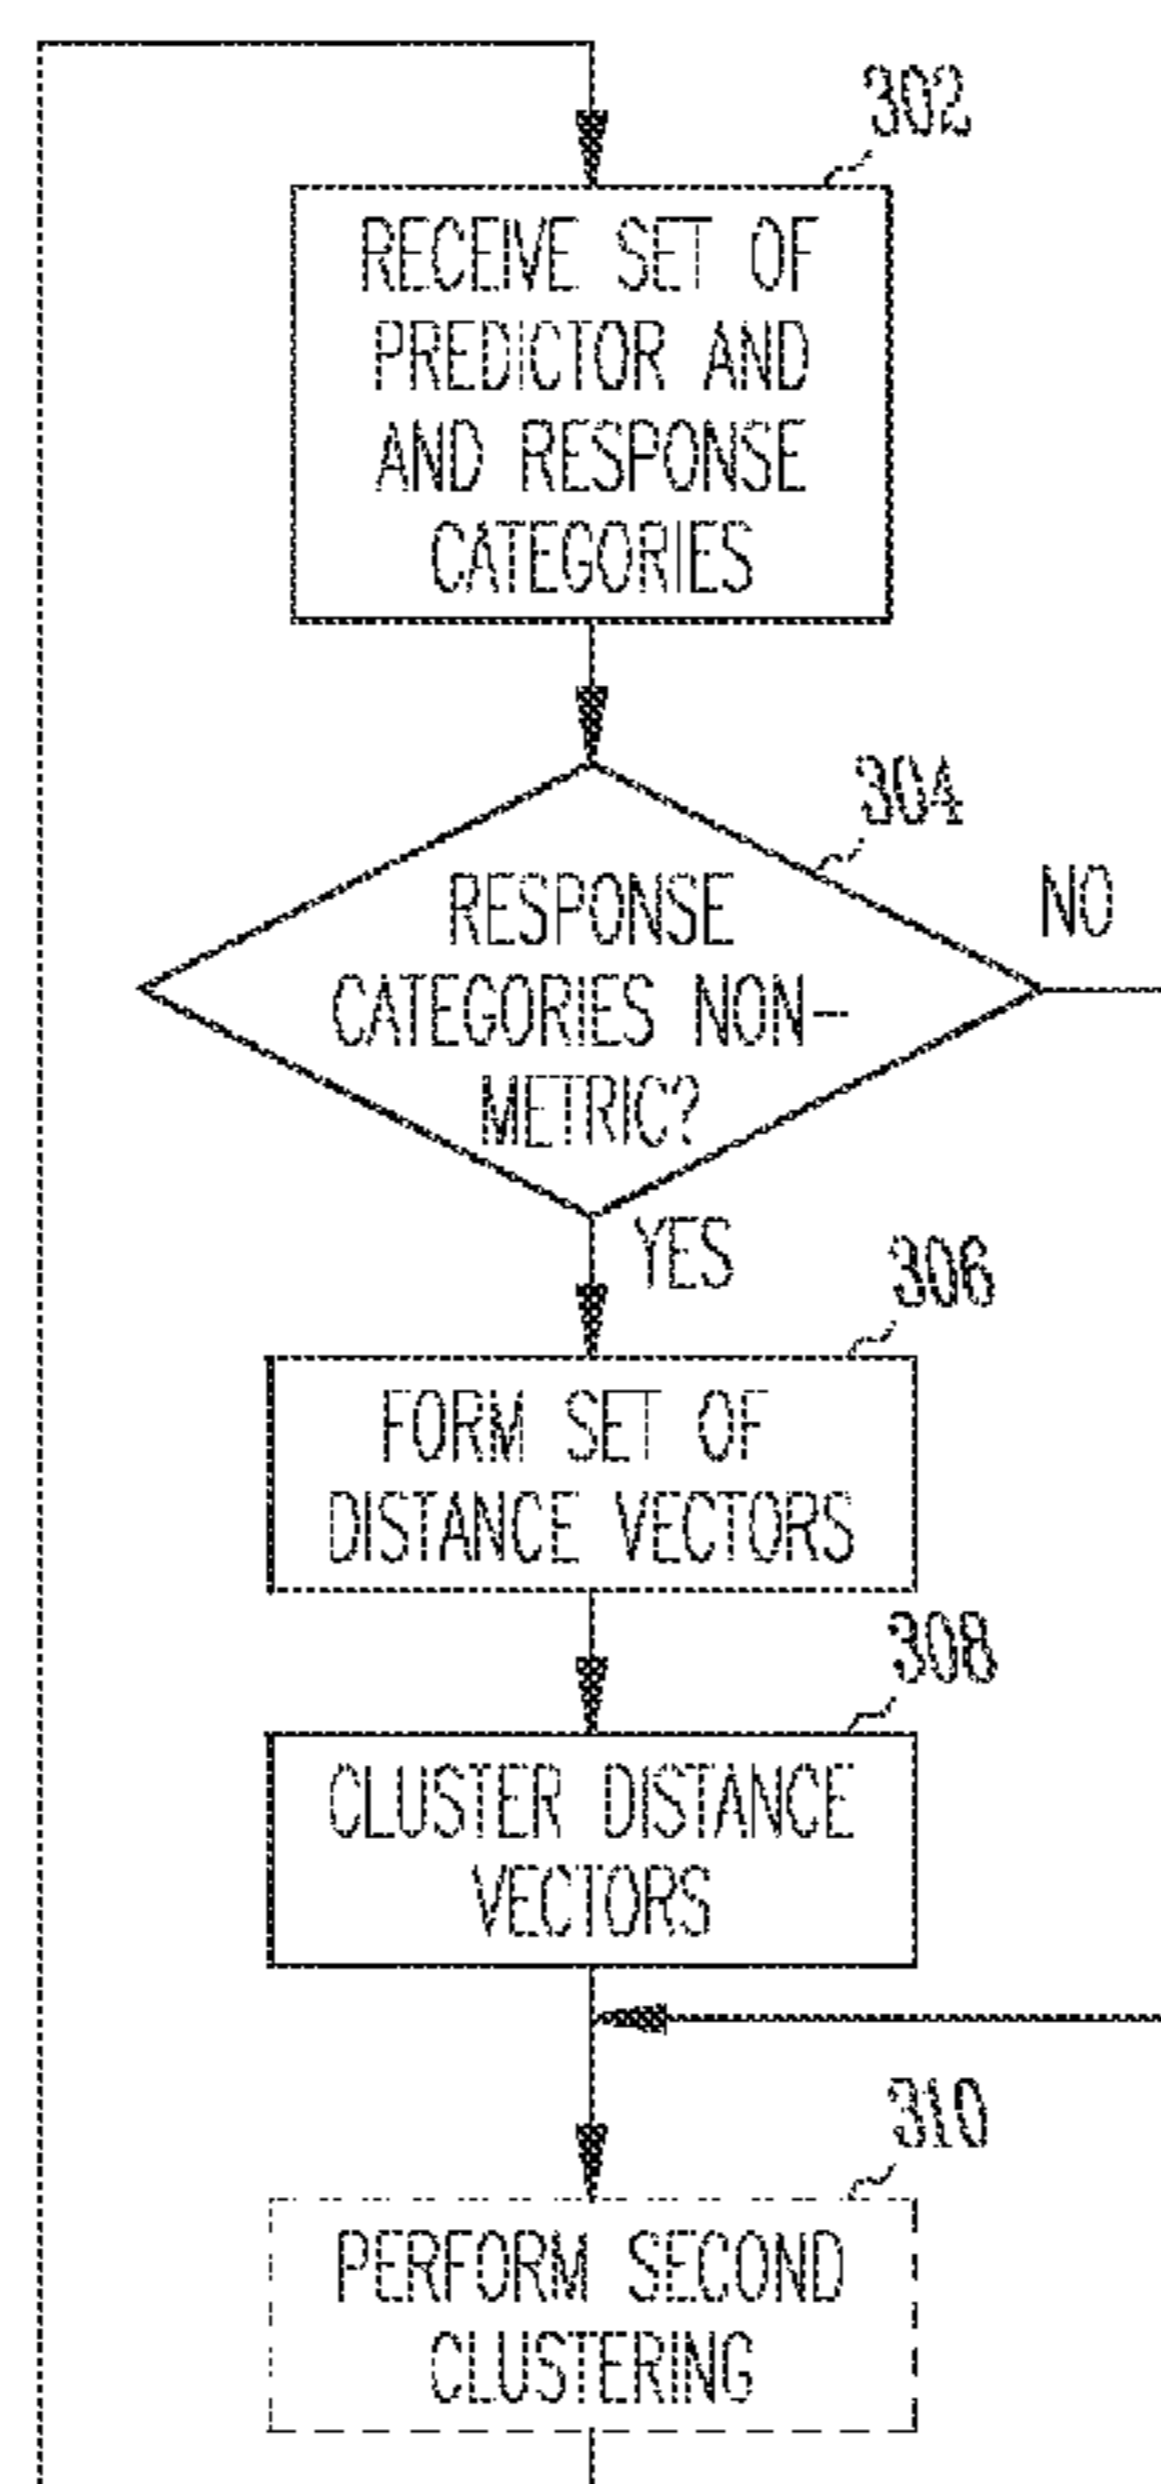 302
RECEIVE SET OF
PREDICTOR AND
AND RESPONSE
CATEGORIES
304
NO
RESPONSE
CATEGORIES NON-
METRIC?
YES
306
FORM SET OF
DISTANCE VECTORS
308
CLUSTER DISTANCE
VECTORS
310
PERFORM SECOND
CLUSTERING